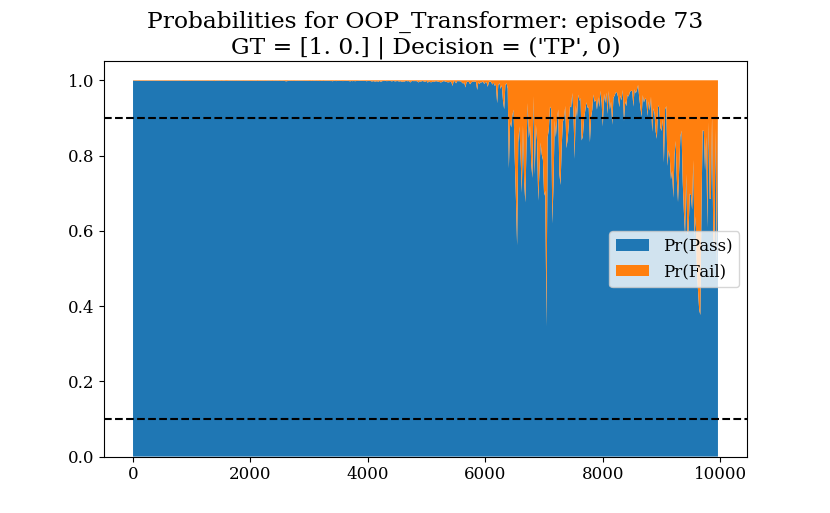 Probabilities for OOP_Transformer: episode 73
GT = [1. 0.] | Decision = ('TP', 0)
1.0
0.8
0.6
0.4
0.2
0.0
Pr(Pass)
Pr(Fail)
0 2000 4000 6000 8000 10000